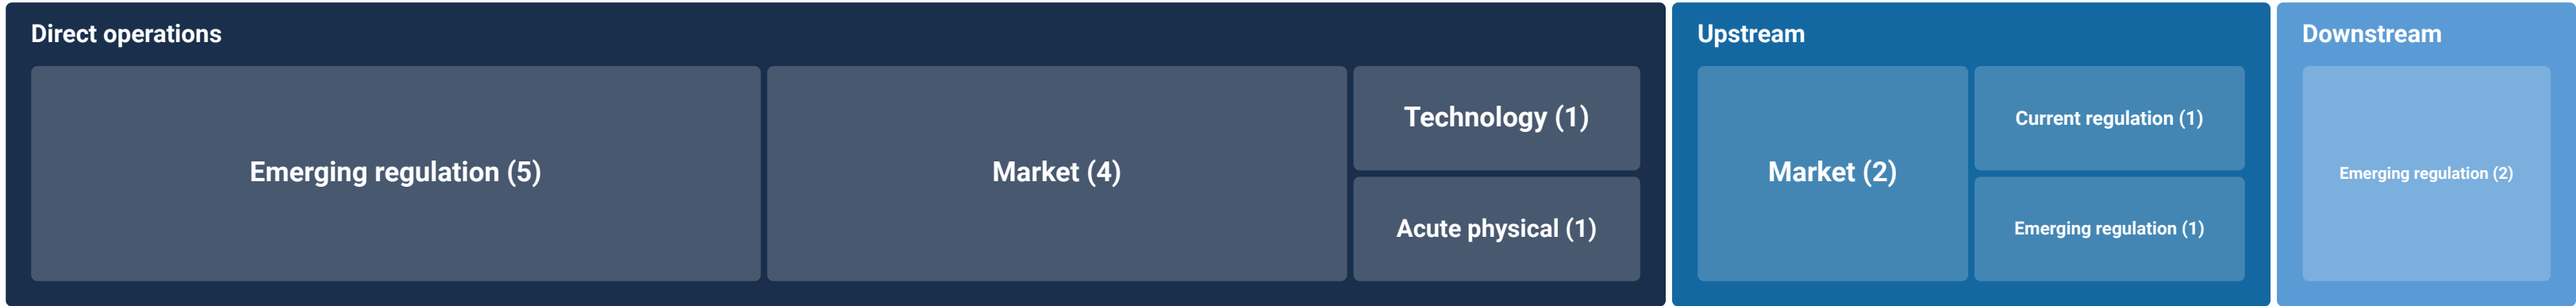 Direct operations
Emerging regulation (5)
Market (4)
Technology (1)
Acute physical (1)
Upstream
Market (2)
Current regulation (1)
Emerging regulation (1)
Downstream
Emerging regulation (2)